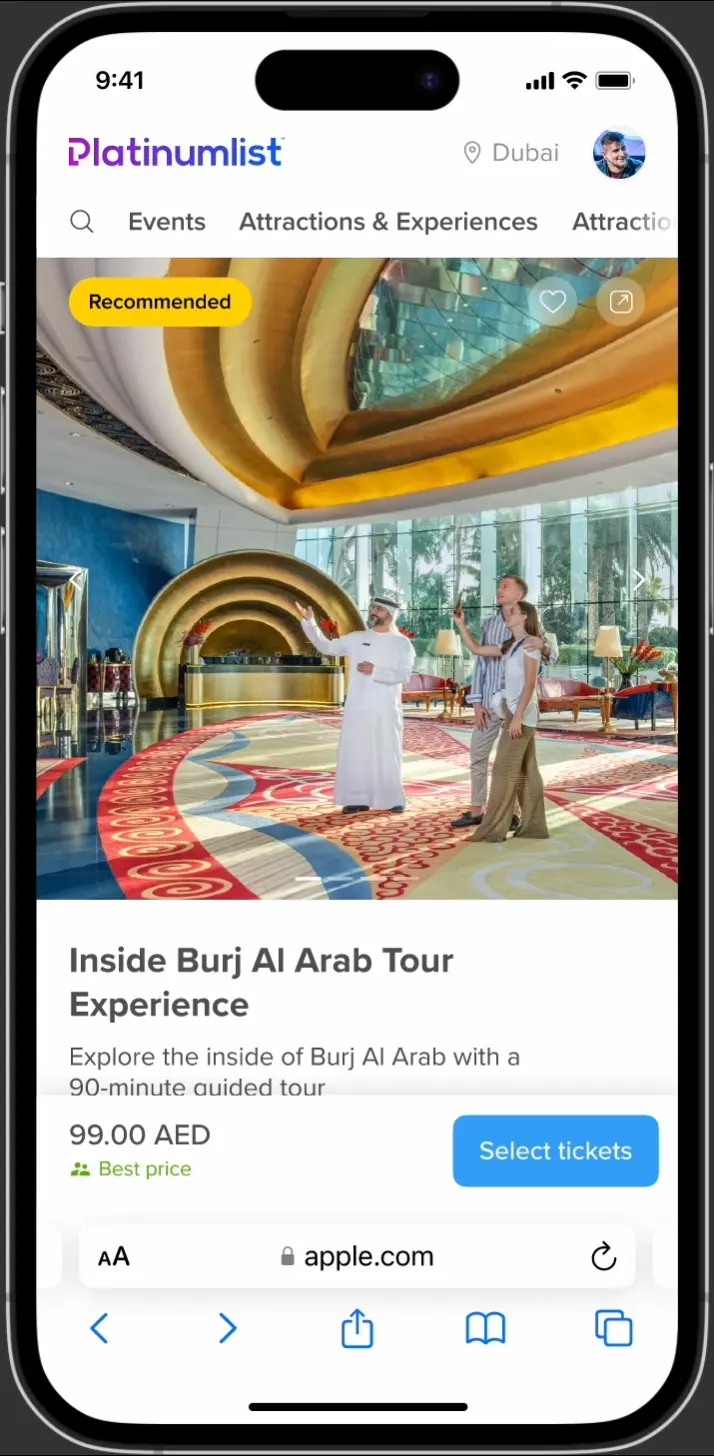 9:41
Platinumlist
Dubai
Events Attractions & Experiences Attractio
Recommended
Inside Burj Al Arab Tour
Experience
Explore the inside of Burj Al Arab with a
90-minute guided tour
99.00 AED
Best price
Select tickets
AA
apple.com